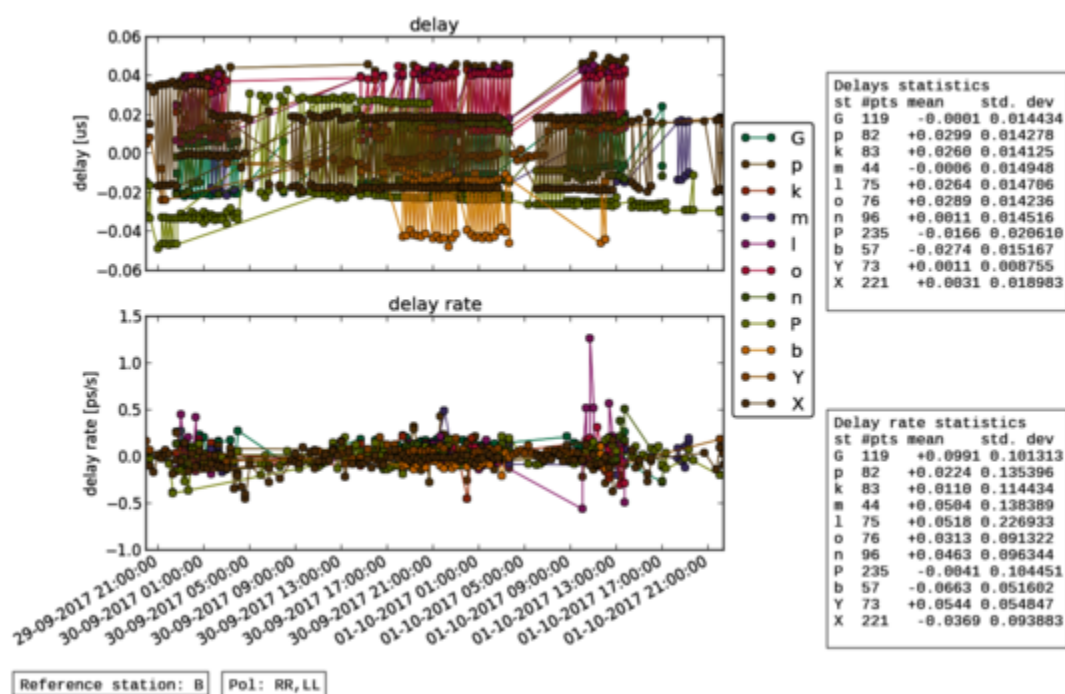 delay
0.06
0.04
0.02
0.00
−0.02
−0.04
−0.06
delay [us]
delay rate
1.5
1.0
0.5
0.0
−0.5
−1.0
delay rate [ps/s]
29-09-2017 21:00:00
30-09-2017 01:00:00
30-09-2017 05:00:00
30-09-2017 09:00:00
30-09-2017 13:00:00
30-09-2017 17:00:00
30-09-2017 21:00:00
01-10-2017 01:00:00
01-10-2017 05:00:00
01-10-2017 09:00:00
01-10-2017 13:00:00
01-10-2017 17:00:00
01-10-2017 21:00:00
G
p
k
m
l
o
n
P
b
Y
X
Delays statistics
st #pts mean std. dev
G 119 -0.0001 0.014434
p 82 +0.0299 0.014278
k 83 +0.0260 0.014125
m 44 -0.0006 0.014948
l 75 +0.0264 0.014706
o 76 +0.0289 0.014236
n 96 +0.0011 0.014516
P 235 -0.0166 0.020610
b 57 -0.0274 0.015167
Y 73 +0.0011 0.008755
X 221 +0.0031 0.018983
Delay rate statistics
st #pts mean std. dev
G 119 +0.0991 0.101313
p 82 +0.0224 0.135396
k 83 +0.0110 0.114434
m 44 +0.0504 0.138389
l 75 +0.0518 0.226933
o 76 +0.0313 0.091322
n 96 +0.0463 0.096344
P 235 -0.0041 0.104451
b 57 -0.0663 0.051602
Y 73 +0.0544 0.054847
X 221 -0.0369 0.093883
Reference station: B
Pol: RR,LL